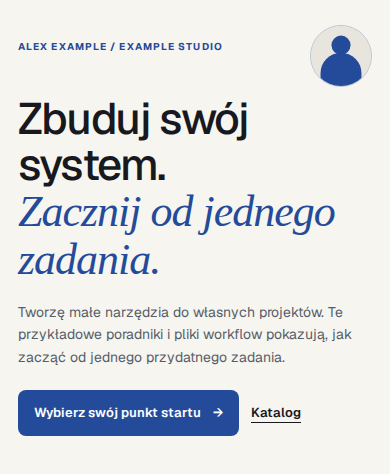 ALEX EXAMPLE / EXAMPLE STUDIO
Zbuduj swój
system.
Zacznij od jednego
zadania.
Tworzę małe narzędzia do własnych projektów. Te
przykładowe poradniki i pliki workflow pokazują, jak
zacząć od jednego przydatnego zadania.
Wybierz swój punkt startu →
Katalog